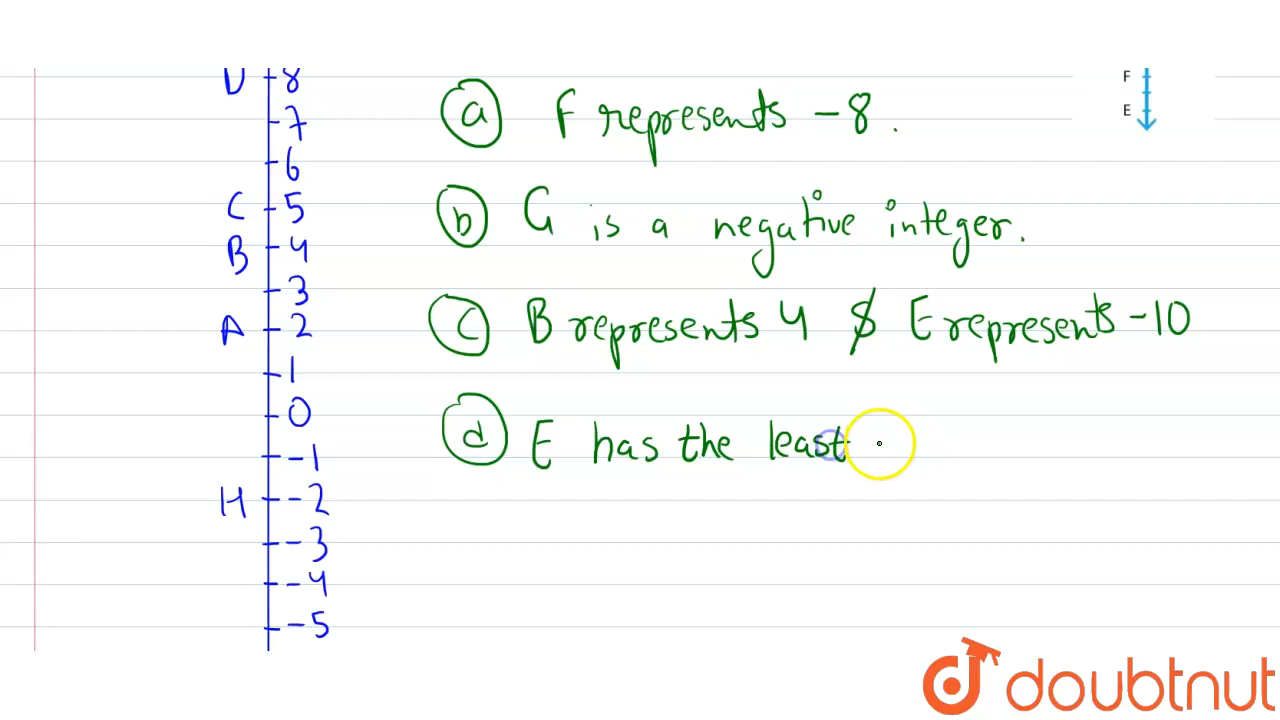 D 8
7
6
C 5
B 4
3
A 2
1
0
-1
H -2
-3
-4
-5
F
E
a F represents -8.
b G is a negative integer.
c B represents 4 & E represents -10
d E has the least
doubtnut